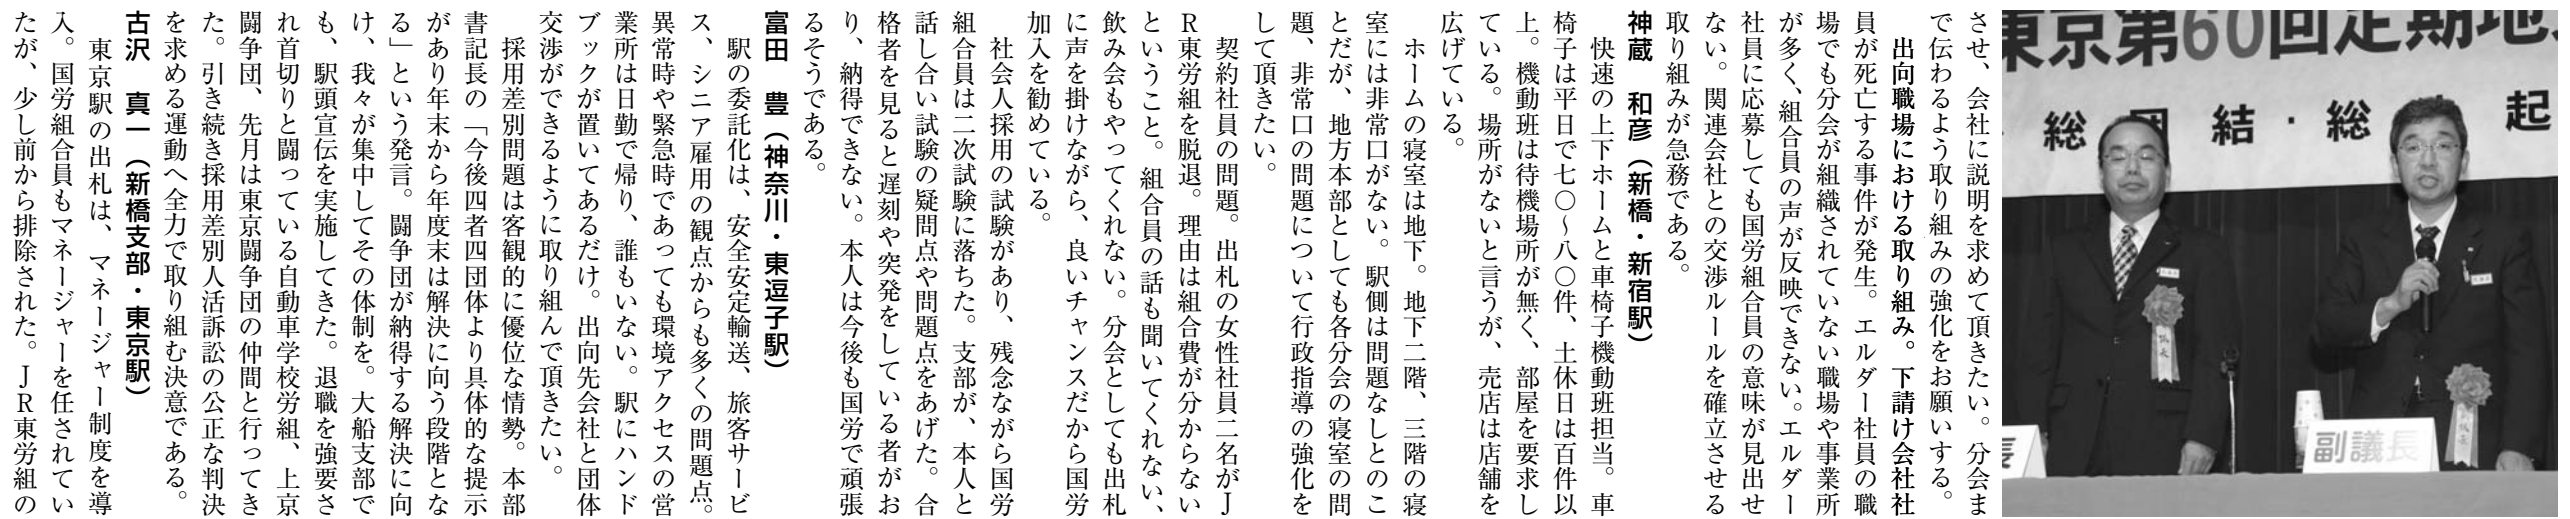 東京第60回定期地
総団結・総 起
副議長
長
議長
させ、会社に説明を求めて頂きたい。分会ま
で伝わるよう取り組みの強化をお願いする。
出向職場における取り組み。下請け会社社
員が死亡する事件が発生。エルダー社員の職
場でも分会が組織されていない職場や事業所
が多く、組合員の声が反映できない。エルダー
社員に応募しても国労組合員の意味が見出せ
ない。関連会社との交渉ルールを確立させる
取り組みが急務である。
神蔵 和彦（新橋・新宿駅）
快速の上下ホームと車椅子機動班担当。車
椅子は平日で七〇～八〇件、土休日は百件以
上。機動班は待機場所が無く、部屋を要求し
ている。場所がないと言うが、売店は店舗を
広げている。
ホームの寝室は地下。地下二階、三階の寝
室には非常口がない。駅側は問題なしとのこ
とだが、地方本部としても各分会の寝室の問
題、非常口の問題について行政指導の強化を
して頂きたい。
契約社員の問題。出札の女性社員二名がＪ
Ｒ東労組を脱退。理由は組合費が分からない
ということ。組合員の話も聞いてくれない、
飲み会もやってくれない。分会としても出札
に声を掛けながら、良いチャンスだから国労
加入を勧めている。
社会人採用の試験があり、残念ながら国労
組合員は二次試験に落ちた。支部が、本人と
話し合い試験の疑問点や問題点をあげた。合
格者を見ると遅刻や突発をしている者がお
り、納得できない。本人は今後も国労で頑張
るそうである。
富田 豊（神奈川・東逗子駅）
駅の委託化は、安全安定輸送、旅客サービ
ス、シニア雇用の観点からも多くの問題点。
異常時や緊急時であっても環境アクセスの営
業所は日勤で帰り、誰もいない。駅にハンド
ブックが置いてあるだけ。出向先会社と団体
交渉ができるように取り組んで頂きたい。
採用差別問題は客観的に優位な情勢。本部
書記長の「今後四者四団体より具体的な提示
があり年末から年度末は解決に向う段階とな
る」という発言。闘争団が納得する解決に向
け、我々が集中してその体制を。大船支部で
も、駅頭宣伝を実施してきた。退職を強要さ
れ首切りと闘っている自動車学校労組、上京
闘争団、先月は東京闘争団の仲間と行ってき
た。引き続き採用差別人活訴訟の公正な判決
を求める運動へ全力で取り組む決意である。
古沢 真一（新橋支部・東京駅）
東京駅の出札は、マネージャー制度を導
入。国労組合員もマネージャーを任されてい
たが、少し前から排除された。ＪＲ東労組の